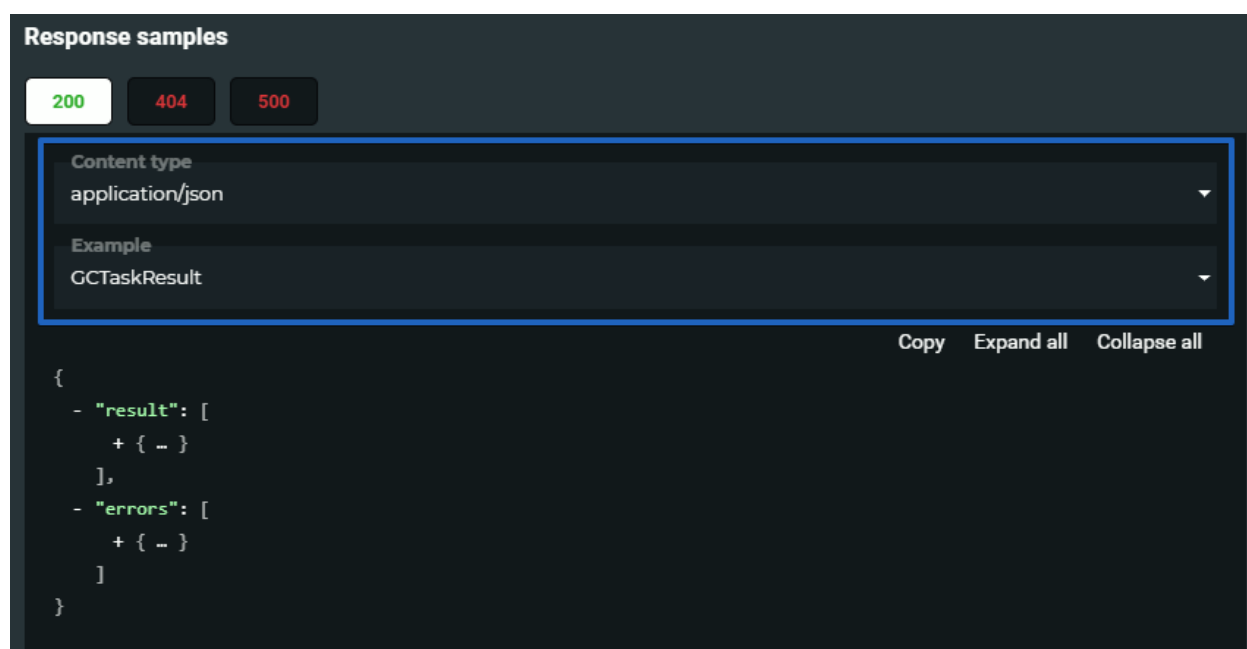 Response samples
200 404 500
Content type
application/json
Example
GCTaskResult
Copy Expand all Collapse all
{
- "result": [
+ { … }
],
- "errors": [
+ { … }
]
}